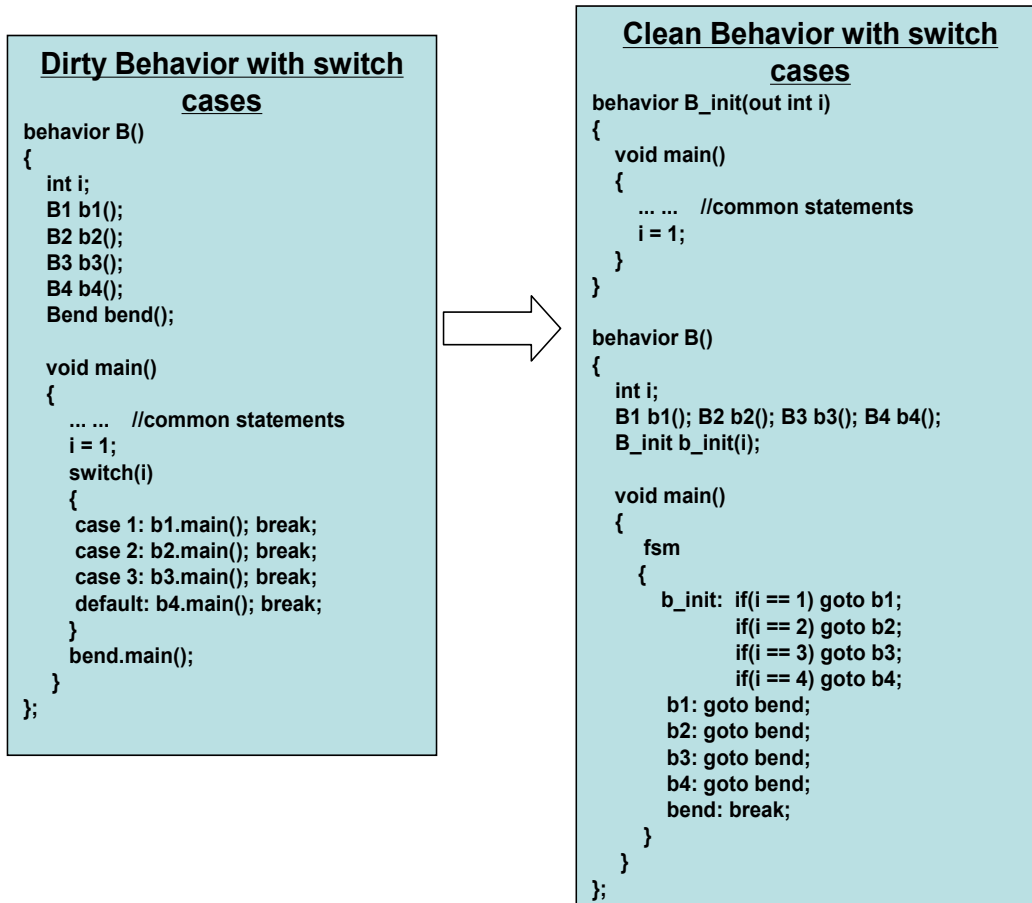 Dirty Behavior with switch
cases
behavior B()
{
int i;
B1 b1();
B2 b2();
B3 b3();
B4 b4();
Bend bend();
void main()
{
... ... //common statements
i = 1;
switch(i)
{
case 1: b1.main(); break;
case 2: b2.main(); break;
case 3: b3.main(); break;
default: b4.main(); break;
}
bend.main();
}
};
Clean Behavior with switch
cases
behavior B_init(out int i)
{
void main()
{
... ... //common statements
i = 1;
}
}
behavior B()
{
int i;
B1 b1(); B2 b2(); B3 b3(); B4 b4();
B_init b_init(i);
void main()
{
fsm
{
b_init: if(i == 1) goto b1;
if(i == 2) goto b2;
if(i == 3) goto b3;
if(i == 4) goto b4;
b1: goto bend;
b2: goto bend;
b3: goto bend;
b4: goto bend;
bend: break;
}
}
};